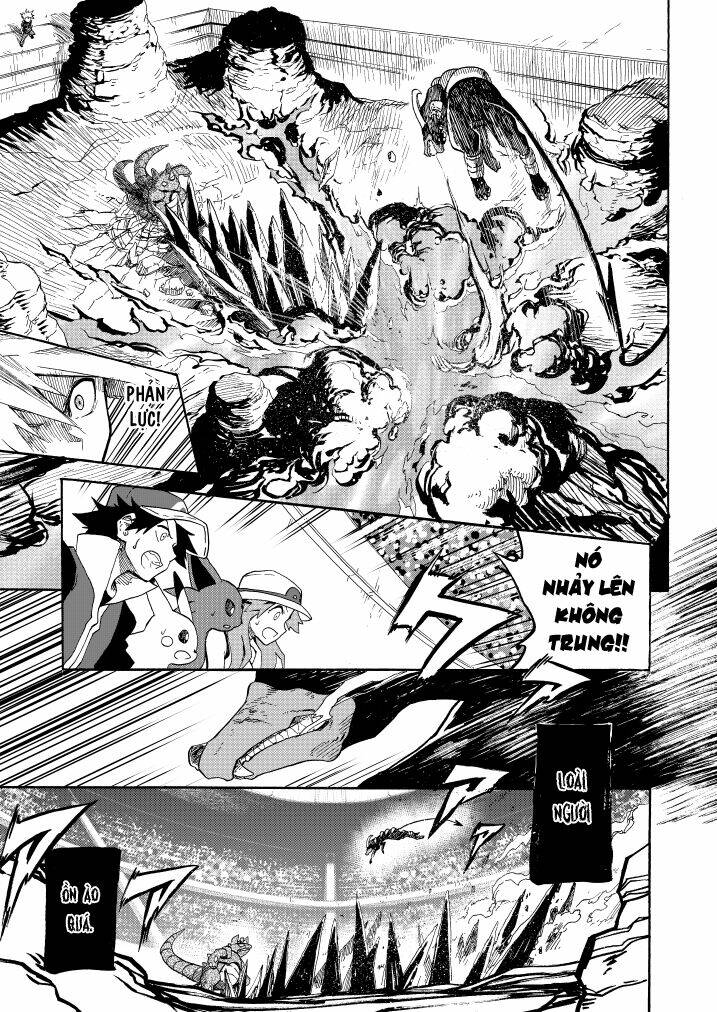 PHẢN
LỰC!
NÓ
NHẢY LÊN
KHÔNG
TRUNG!!
LOÀI
NGƯỜI
ỒN ÀO
QUÁ.